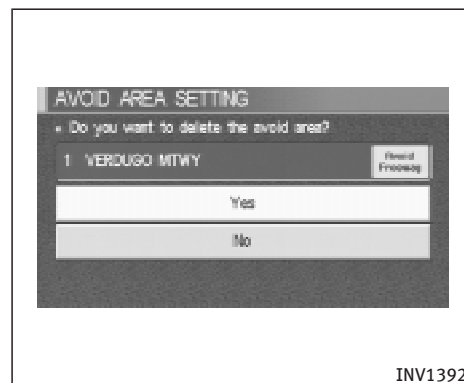 AVOID AREA SETTING
• Do you want to delete the avoid area?
1 VERDUGO MTWY
Avoid
Freeway
Yes
No
INV1392